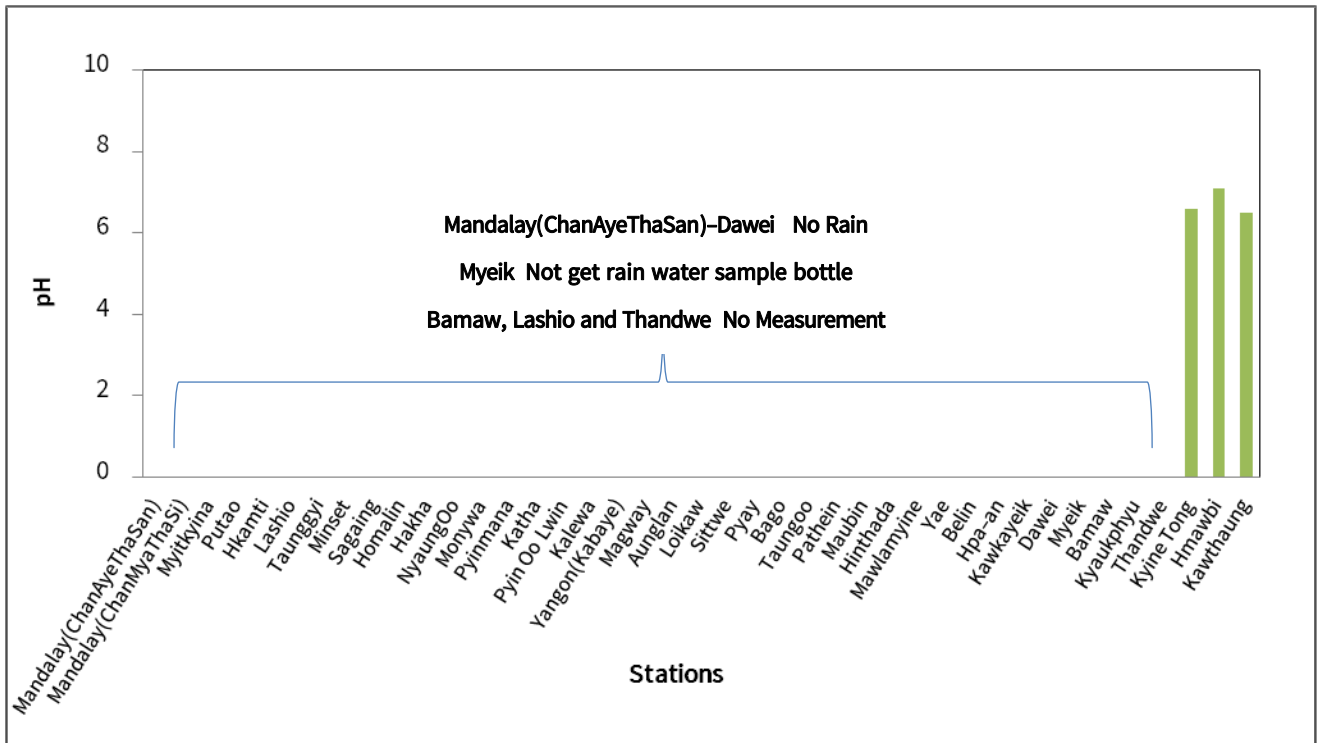 10
8
6
4
2
0
pH
Mandalay(ChanAyeThaSan)–Dawei No Rain
Myeik Not get rain water sample bottle
Bamaw, Lashio and Thandwe No Measurement
Mandalay(ChanAyeThaSan)
Mandalay(ChanMyaThaSi)
Myitkyina
Putao
Hkamti
Lashio
Taunggyi
Minset
Sagaing
Homalin
Hakha
NyaungOo
Monywa
Pyinmana
Katha
Pyin Oo Lwin
Kalewa
Yangon(Kabaye)
Magway
Aunglan
Loikaw
Sittwe
Pyay
Bago
Taungoo
Pathein
Maubin
Hinthada
Mawlamyine
Yae
Belin
Hpa-an
Kawkayeik
Dawei
Myeik
Bamaw
Kyaukphyu
Thandwe
Kyine Tong
Hmawbi
Kawthaung
Stations